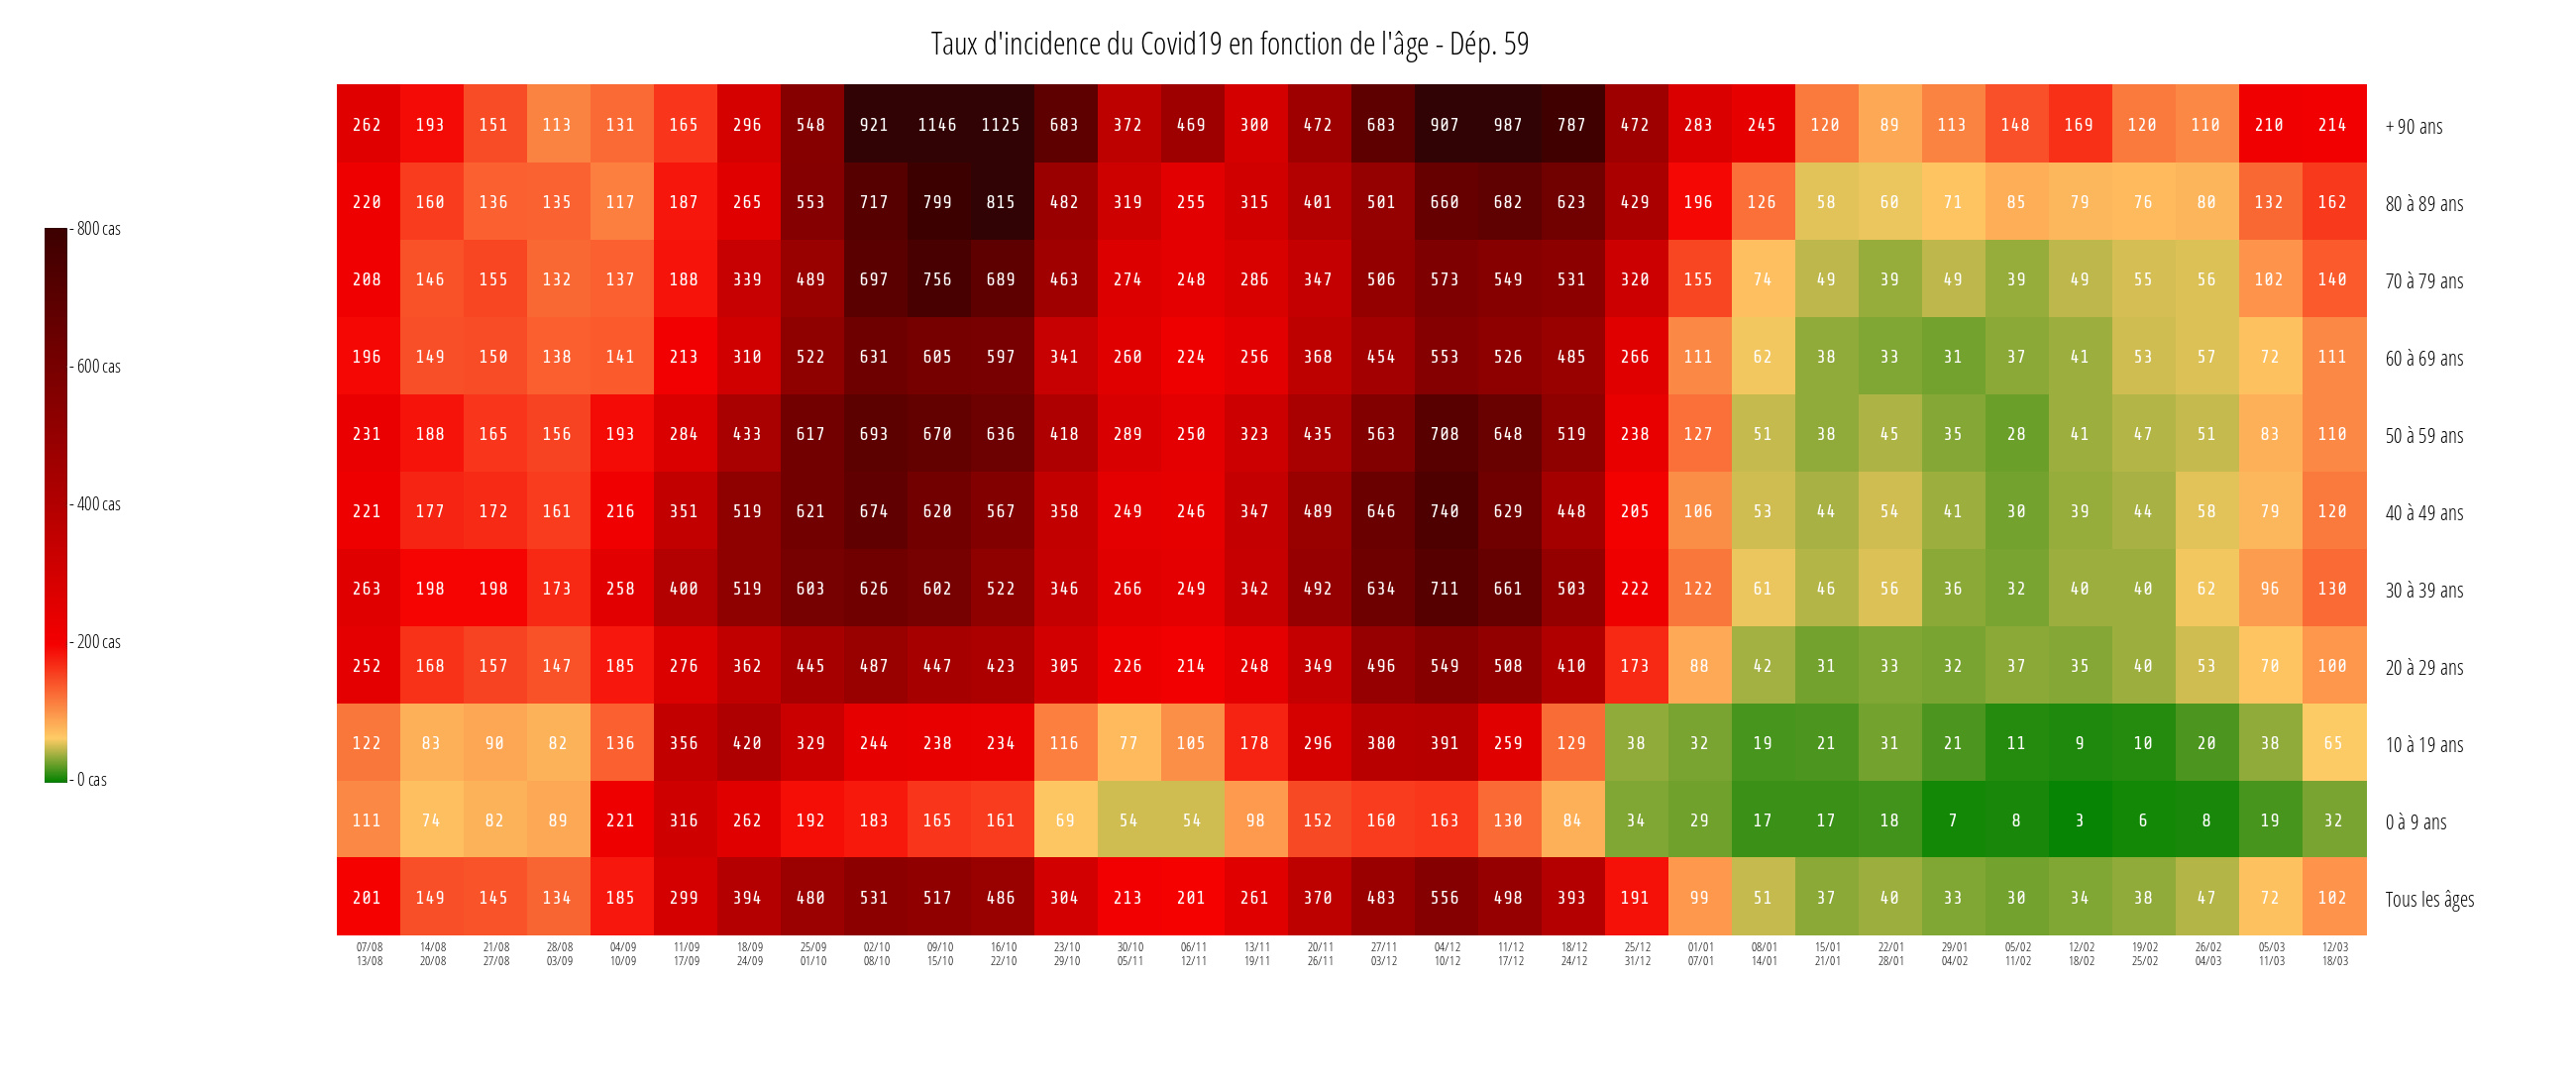 Taux d'incidence du Covid19 en fonction de l'âge - Dép. 59
- 800 cas
- 600 cas
- 400 cas
- 200 cas
- 0 cas
262 193 151 113 131 165 296 548 921 1146 1125 683 372 469 300 472 683 907 987 787 472 283 245 120 89 113 148 169 120 110 210 214 + 90 ans
220 160 136 135 117 187 265 553 717 799 815 482 319 255 315 401 501 660 682 623 429 196 126 58 60 71 85 79 76 80 132 162 80 à 89 ans
208 146 155 132 137 188 339 489 697 756 689 463 274 248 286 347 506 573 549 531 320 155 74 49 39 49 39 49 55 56 102 140 70 à 79 ans
196 149 150 138 141 213 310 522 631 605 597 341 260 224 256 368 454 553 526 485 266 111 62 38 33 31 37 41 53 57 72 111 60 à 69 ans
231 188 165 156 193 284 433 617 693 670 636 418 289 250 323 435 563 708 648 519 238 127 51 38 45 35 28 41 47 51 83 110 50 à 59 ans
221 177 172 161 216 351 519 621 674 620 567 358 249 246 347 489 646 740 629 448 205 106 53 44 54 41 30 39 44 58 79 120 40 à 49 ans
263 198 198 173 258 400 519 603 626 602 522 346 266 249 342 492 634 711 661 503 222 122 61 46 56 36 32 40 40 62 96 130 30 à 39 ans
252 168 157 147 185 276 362 445 487 447 423 305 226 214 248 349 496 549 508 410 173 88 42 31 33 32 37 35 40 53 70 100 20 à 29 ans
122 83 90 82 136 356 420 329 244 238 234 116 77 105 178 296 380 391 259 129 38 32 19 21 31 21 11 9 10 20 38 65 10 à 19 ans
111 74 82 89 221 316 262 192 183 165 161 69 54 54 98 152 160 163 130 84 34 29 17 17 18 7 8 3 6 8 19 32 0 à 9 ans
201 149 145 134 185 299 394 480 531 517 486 304 213 201 261 370 483 556 498 393 191 99 51 37 40 33 30 34 38 47 72 102 Tous les âges
07/08 14/08 21/08 28/08 04/09 11/09 18/09 25/09 02/10 09/10 16/10 23/10 30/10 06/11 13/11 20/11 27/11 04/12 11/12 18/12 25/12 01/01 08/01 15/01 22/01 29/01 05/02 12/02 19/02 26/02 05/03 12/03
13/08 20/08 27/08 03/09 10/09 17/09 24/09 01/10 08/10 15/10 22/10 29/10 05/11 12/11 19/11 26/11 03/12 10/12 17/12 24/12 31/12 07/01 14/01 21/01 28/01 04/02 11/02 18/02 25/02 04/03 11/03 18/03